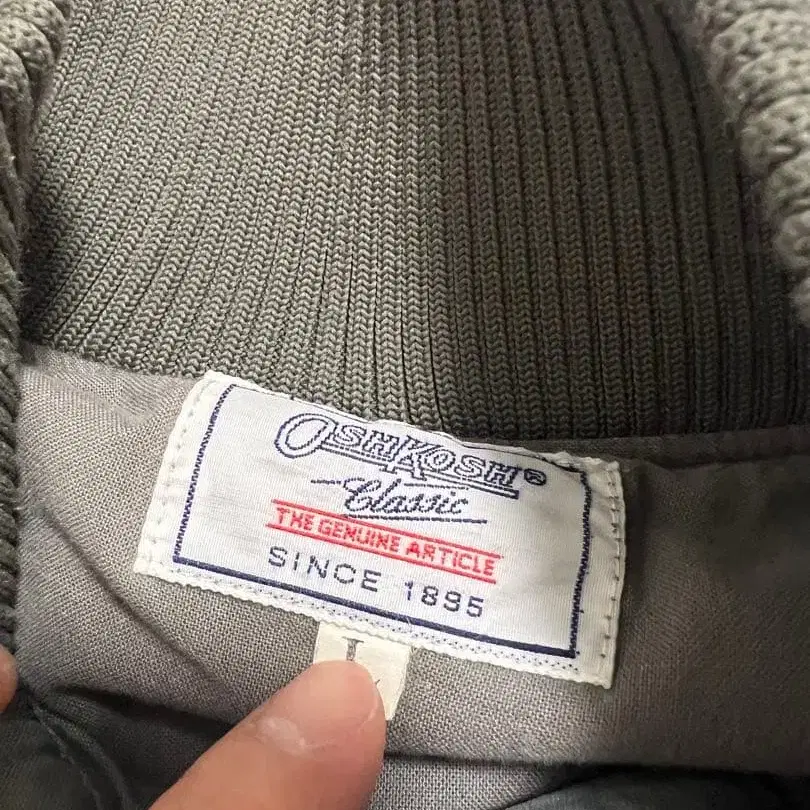 OSHKOSH®
Classic
THE GENUINE ARTICLE
SINCE 1895